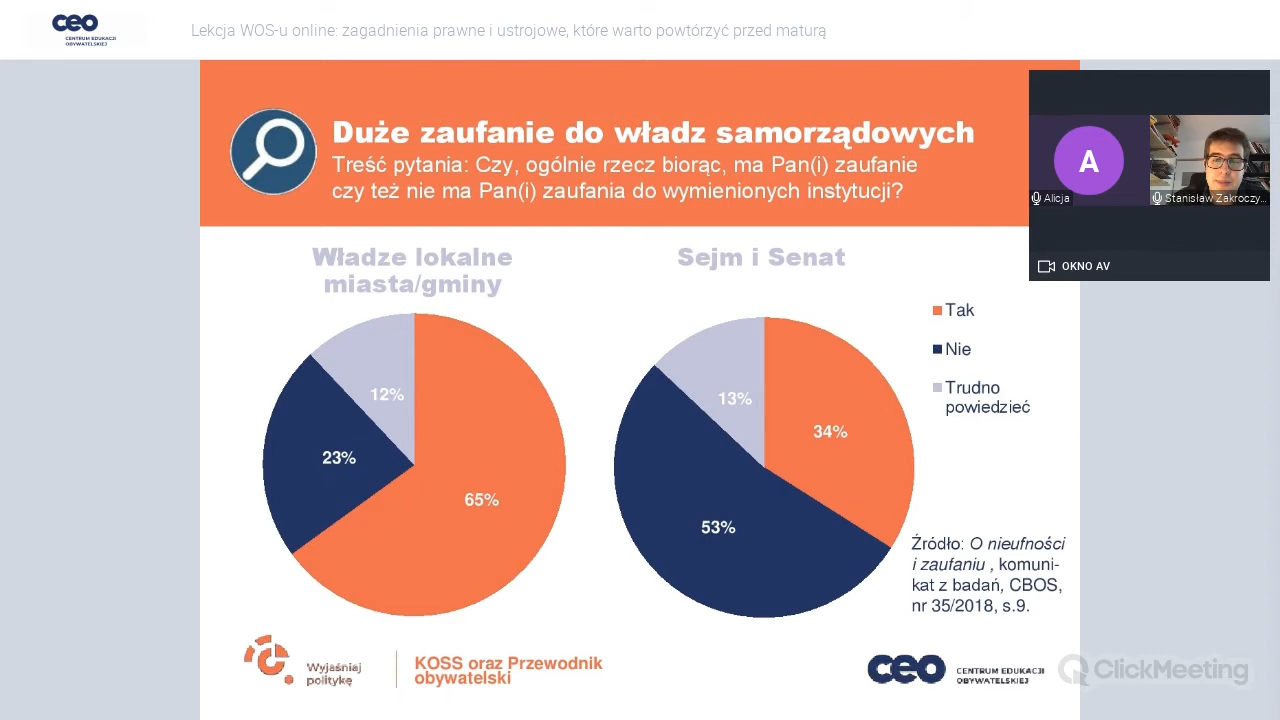 ceo
CENTRUM EDUKACJI
OBYWATELSKIEJ
Lekcja WOS-u online: zagadnienia prawne i ustrojowe, które warto powtórzyć przed maturą
Duże zaufanie do władz samorządowych
Treść pytania: Czy, ogólnie rzecz biorąc, ma Pan(i) zaufanie
czy też nie ma Pan(i) zaufania do wymienionych instytucji?
A
Alicja
Stanisław Zakroczy...
OKNO AV
Władze lokalne
miasta/gminy
12%
23%
65%
Sejm i Senat
13%
34%
53%
Tak
Nie
Trudno
powiedzieć
Źródło: O nieufności
i zaufaniu , komuni-
kat z badań, CBOS,
nr 35/2018, s.9.
Wyjaśniaj
politykę
KOSS oraz Przewodnik
obywatelski
ceo
CENTRUM EDUKACJI
OBYWATELSKIEJ
ClickMeeting